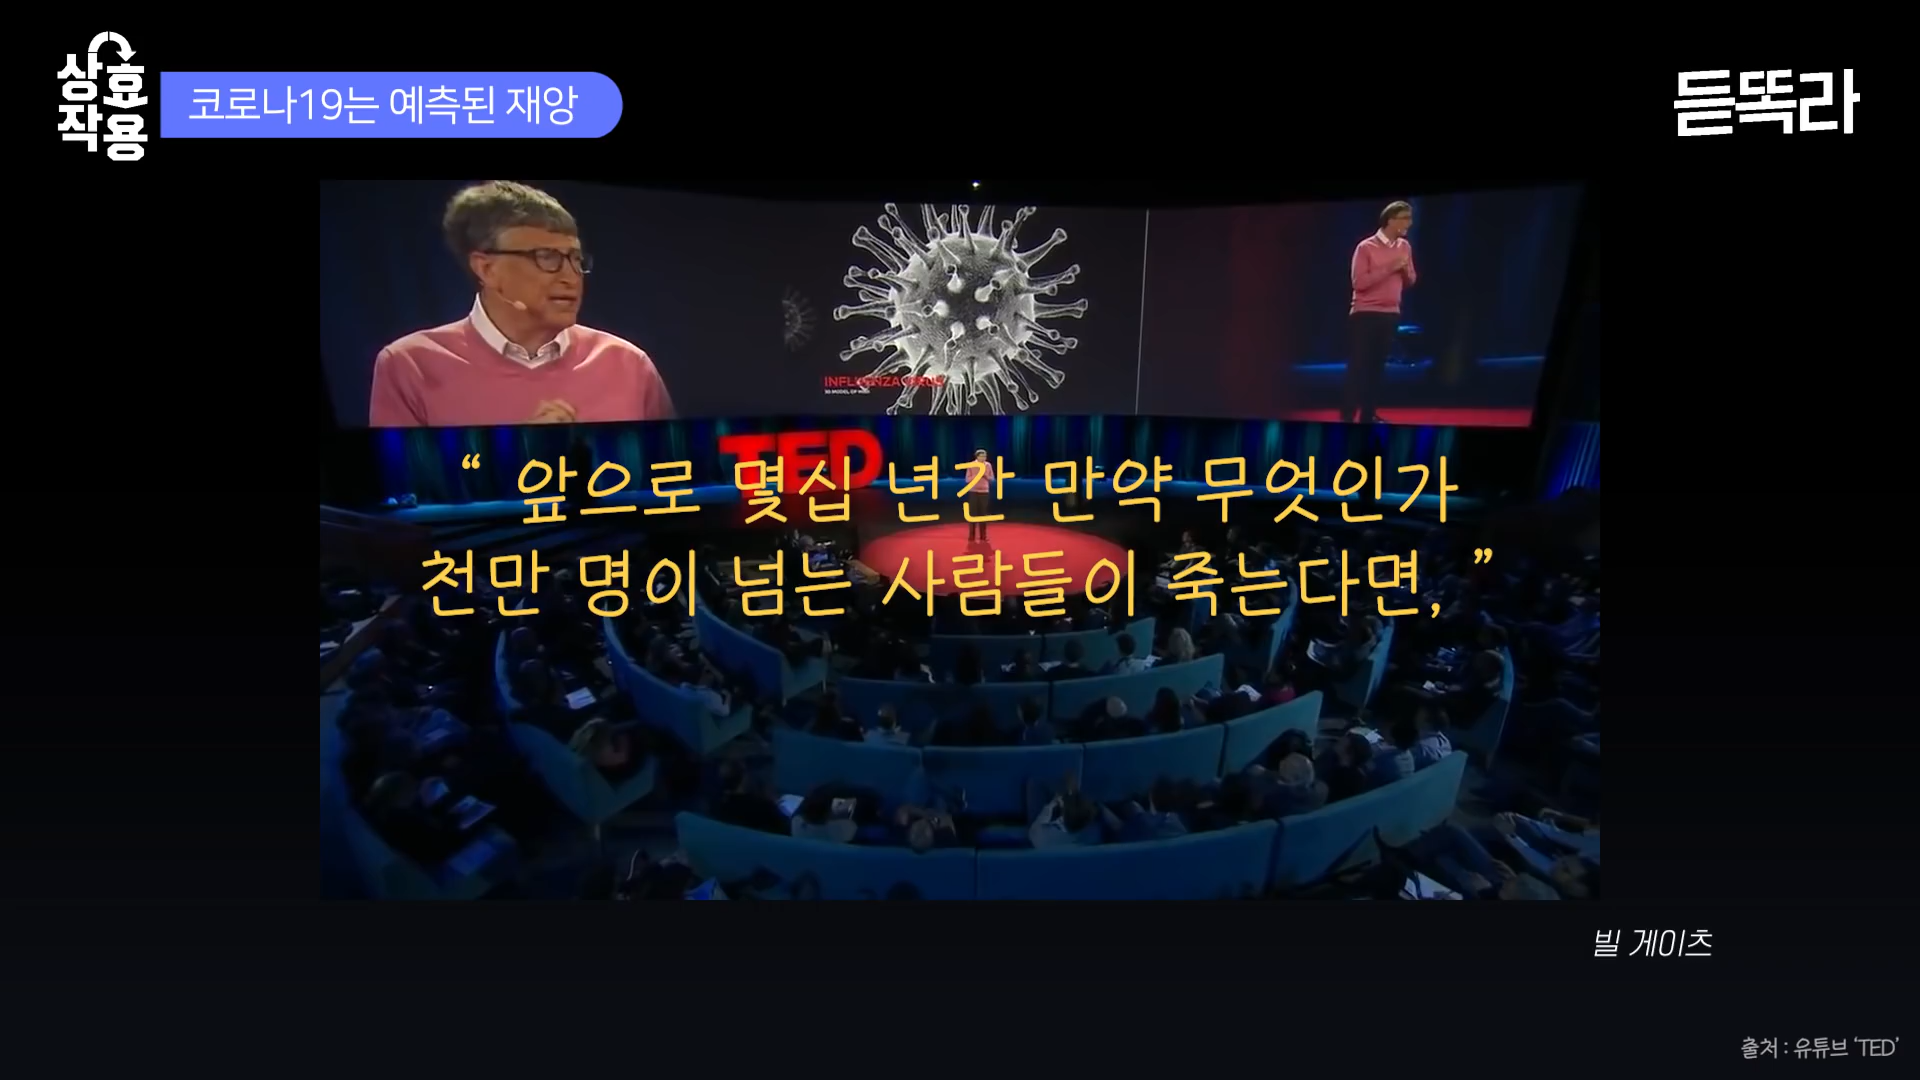 상호
작용
코로나19는 예측된 재앙
듣똑라
INFLUENZA VIRUS
TED
“ 앞으로 몇십 년간 만약 무엇인가
천만 명이 넘는 사람들이 죽는다면, ”
빌 게이츠
출처 : 유튜브 ‘TED’